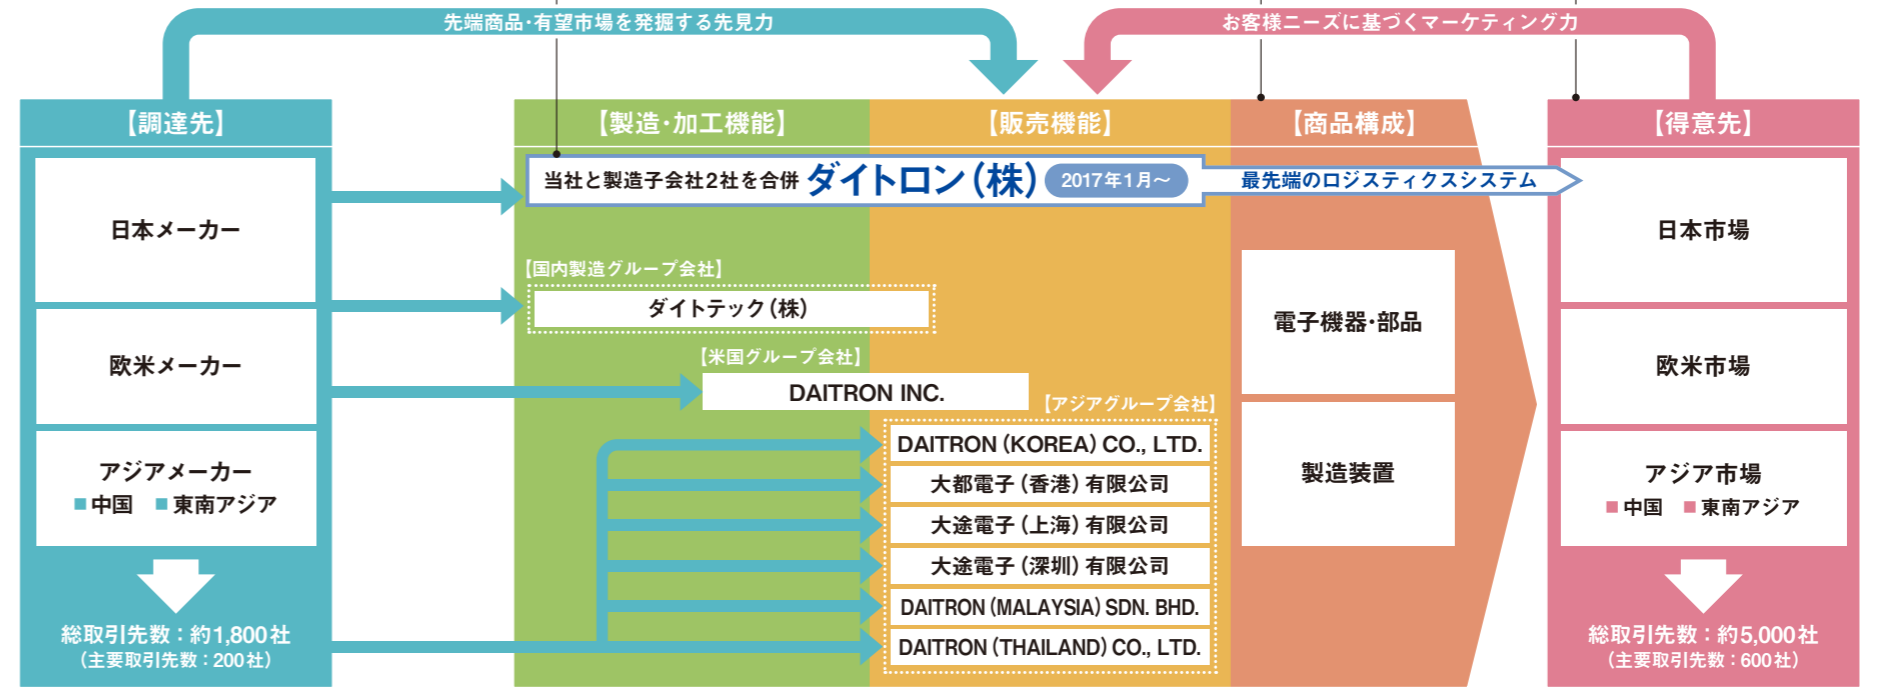 先端商品・有望市場を発掘する先見力
お客様ニーズに基づくマーケティング力
【調達先】
【製造・加工機能】
【販売機能】
【商品構成】
【得意先】
当社と製造子会社2社を合併 ダイトロン(株) 2017年1月〜
最先端のロジスティクスシステム
日本メーカー
欧米メーカー
アジアメーカー
■中国 ■東南アジア
総取引先数：約1,800社
（主要取引先数：200社）
【国内製造グループ会社】
ダイトテック(株)
【米国グループ会社】
DAITRON INC.
【アジアグループ会社】
DAITRON (KOREA) CO., LTD.
大都電子(香港)有限公司
大途電子(上海)有限公司
大途電子(深圳)有限公司
DAITRON (MALAYSIA) SDN. BHD.
DAITRON (THAILAND) CO., LTD.
電子機器・部品
製造装置
日本市場
欧米市場
アジア市場
■中国 ■東南アジア
総取引先数：約5,000社
（主要取引先数：600社）